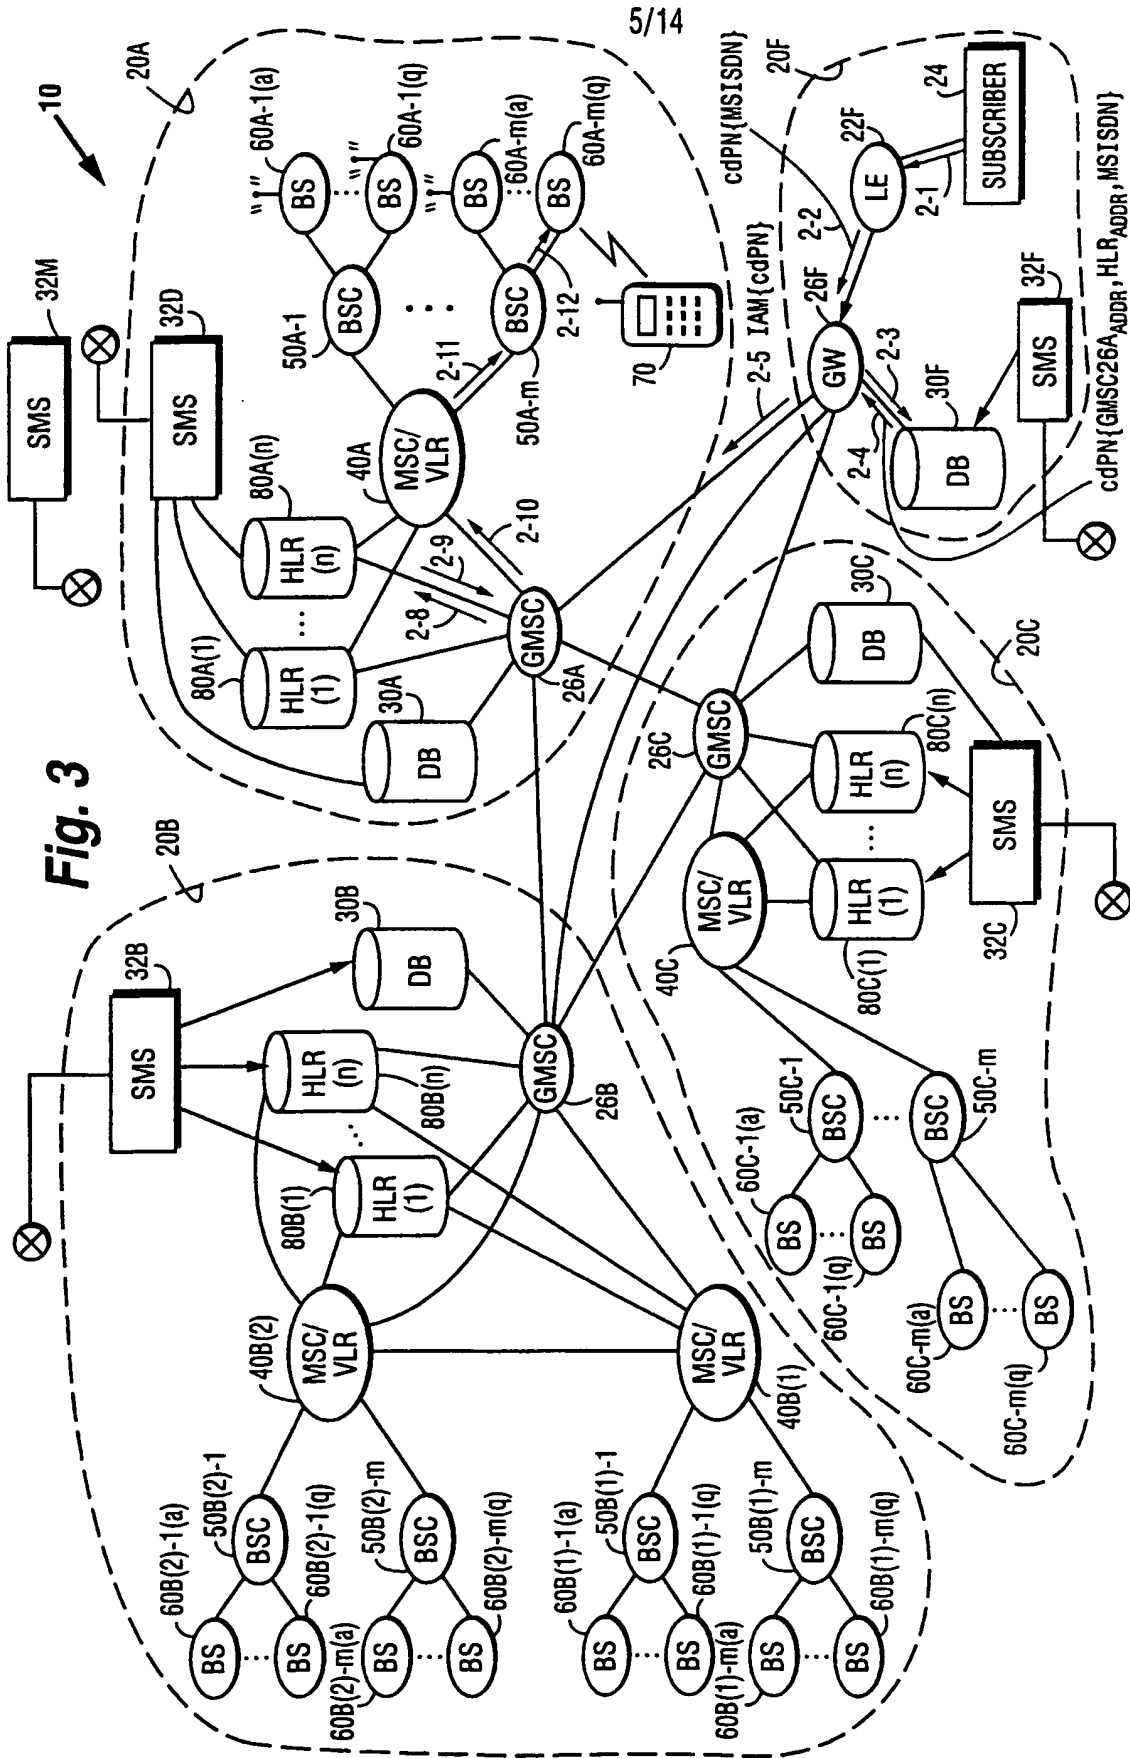 5/14
Fig. 3
10
SMS
32M
20A
SMS
32D
80A(n)
HLR
(n)
...
80A(1)
HLR
(1)
30A
DB
40A
MSC/
VLR
50A-1
BSC
...
BSC
50A-m
60A-1(a)
BS
...
BS
60A-1(q)
60A-m(a)
BS
...
BS
60A-m(q)
2-12
2-11
2-10
2-9
2-8
GMSC
26A
70
20B
SMS
32B
30B
DB
HLR
(n)
80B(n)
...
80B(1)
HLR
(1)
GMSC
26B
40B(2)
MSC/
VLR
MSC/
VLR
40B(1)
50B(2)-1
BSC
60B(2)-1(a)
BS
...
BS
60B(2)-1(q)
50B(2)-m
BSC
60B(2)-m(a)
BS
...
BS
60B(2)-m(q)
50B(1)-1
BSC
60B(1)-1(a)
BS
...
BS
60B(1)-1(q)
50B(1)-m
BSC
60B(1)-m(a)
BS
...
BS
60B(1)-m(q)
20C
26C
GMSC
30C
DB
80C(n)
HLR
(n)
...
HLR
(1)
80C(1)
SMS
32C
MSC/
VLR
40C
50C-1
BSC
...
BSC
50C-m
60C-1(a)
BS
...
BS
60C-1(q)
60C-m(a)
BS
...
BS
60C-m(q)
20F
cdPN{MSISDN}
2-5 IAM{cdPN}
2-2
22F
LE
24
SUBSCRIBER
2-1
26F
GW
2-3
2-4
30F
DB
32F
SMS
cdPN{GMSC26A_ADDR, HLR_ADDR, MSISDN}